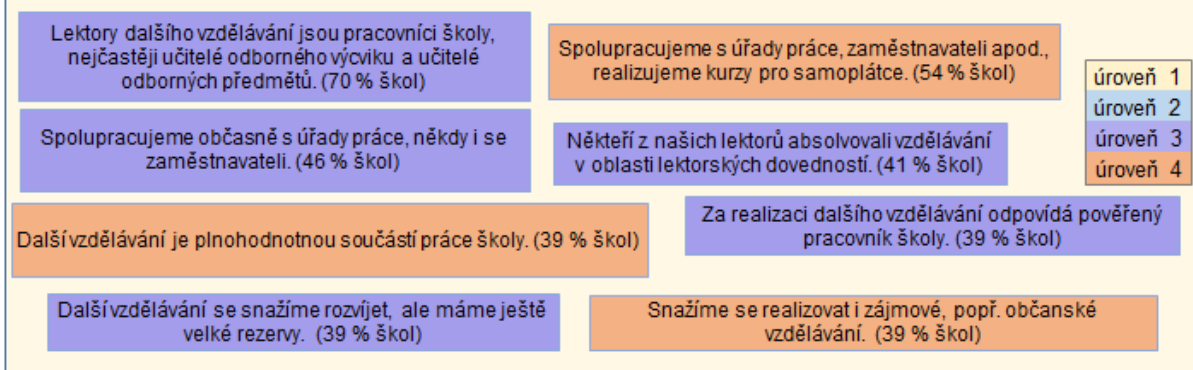 Lektory dalšího vzdělávání jsou pracovníci školy,
nejčastěji učitelé odborného výcviku a učitelé
odborných předmětů. (70 % škol)
Spolupracujeme s úřady práce, zaměstnavateli apod.,
realizujeme kurzy pro samoplátce. (54 % škol)
úroveň 1
úroveň 2
úroveň 3
úroveň 4
Spolupracujeme občasně s úřady práce, někdy i se
zaměstnavateli. (46 % škol)
Někteří z našich lektorů absolvovali vzdělávání
v oblasti lektorských dovedností. (41 % škol)
Další vzdělávání je plnohodnotnou součástí práce školy. (39 % škol)
Za realizaci dalšího vzdělávání odpovídá pověřený
pracovník školy. (39 % škol)
Další vzdělávání se snažíme rozvíjet, ale máme ještě
velké rezervy. (39 % škol)
Snažíme se realizovat i zájmové, popř. občanské
vzdělávání. (39 % škol)